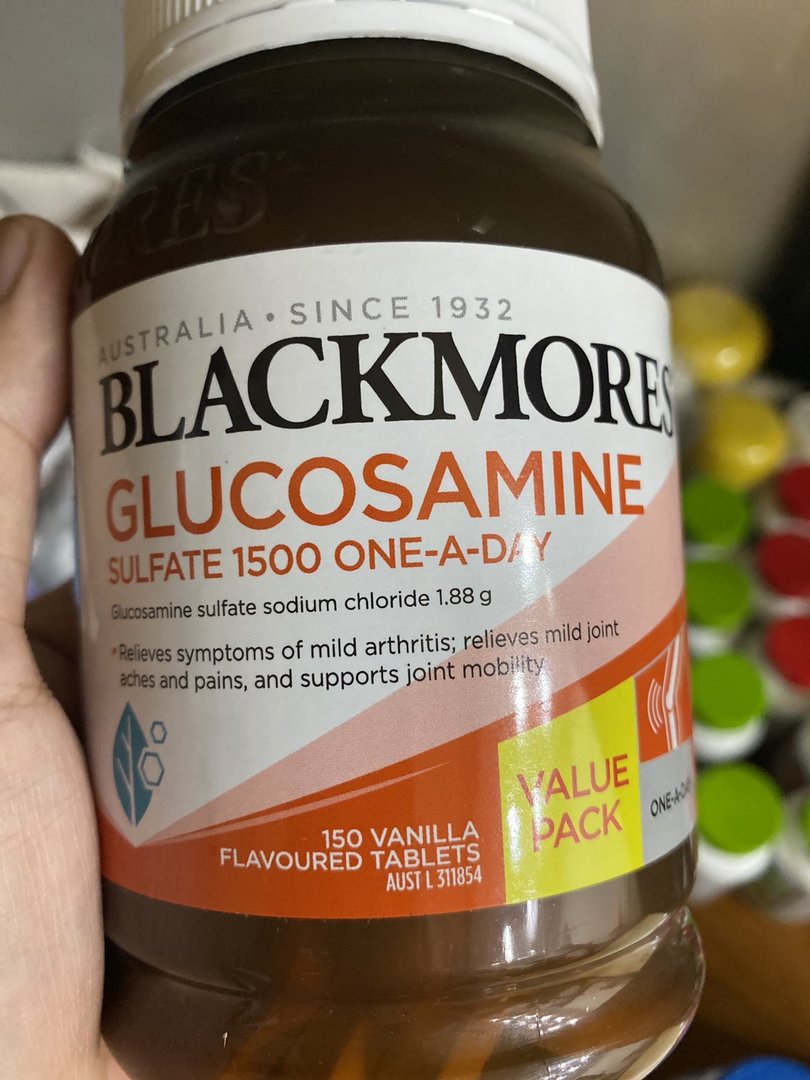 AUSTRALIA • SINCE 1932
BLACKMORES
GLUCOSAMINE
SULFATE 1500 ONE-A-DAY
Glucosamine sulfate sodium chloride 1.88 g
• Relieves symptoms of mild arthritis; relieves mild joint
aches and pains, and supports joint mobility
VALUE
PACK
ONE-A-DAY
150 VANILLA
FLAVOURED TABLETS
AUST L 311854